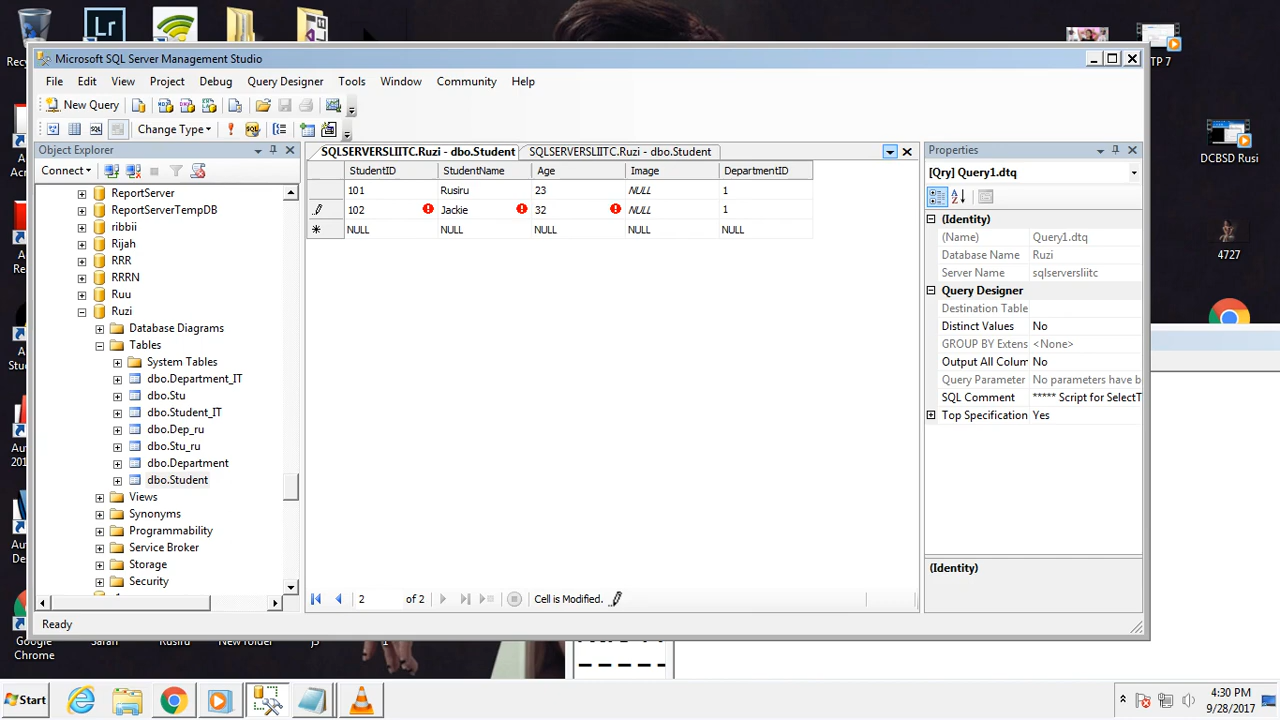 Recy
TP 7
Microsoft SQL Server Management Studio
File Edit View Project Debug Query Designer Tools Window Community Help
New Query
Change Type
DCBSD Rusi
Object Explorer
SQLSERVERSLIITC.Ruzi - dbo.Student SQLSERVERSLIITC.Ruzi - dbo.Student
Properties
Connect
StudentID StudentName Age Image DepartmentID
101 Rusiru 23 NULL 1
102 Jackie 32 NULL 1
NULL NULL NULL NULL NULL
[Qry] Query1.dtq
ReportServer
ReportServerTempDB
ribbii
Rijah
RRR
RRRN
Ruu
Ruzi
Database Diagrams
Tables
System Tables
dbo.Department_IT
dbo.Stu
dbo.Student_IT
dbo.Dep_ru
dbo.Stu_ru
dbo.Department
dbo.Student
Views
Synonyms
Programmability
Service Broker
Storage
Security
(Identity)
(Name) Query1.dtq
Database Name Ruzi
Server Name sqlserversliitc
Query Designer
Destination Table
Distinct Values No
GROUP BY Extens <None>
Output All Colum No
Query Parameter No parameters have b
SQL Comment ***** Script for SelectT
Top Specification Yes
(Identity)
4727
2 of 2 Cell is Modified.
Ready
Google
Chrome
Sarah
Rusiru
New folder
j5
Start
4:30 PM
9/28/2017